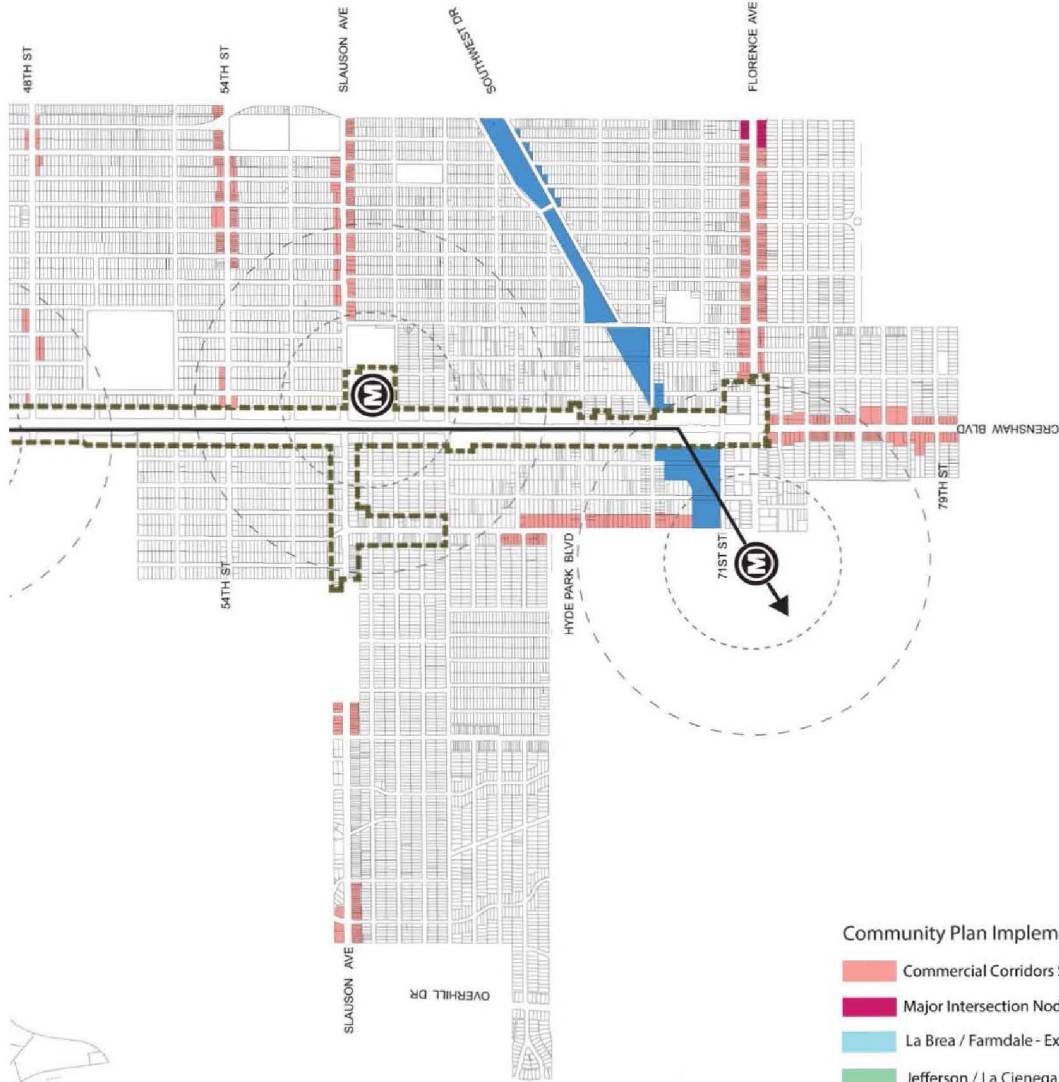 48TH ST
54TH ST
SLAUSON AVE
SOUTHWEST DR
FLORENCE AVE
M
CRENSHAW BLVD
79TH ST
54TH ST
HYDE PARK BLVD
71ST ST
M
SLAUSON AVE
OVERHILL DR
Community Plan Implem
Commercial Corridors
Major Intersection Nod
La Brea / Farmdale - Ex
Jefferson / La Cienega